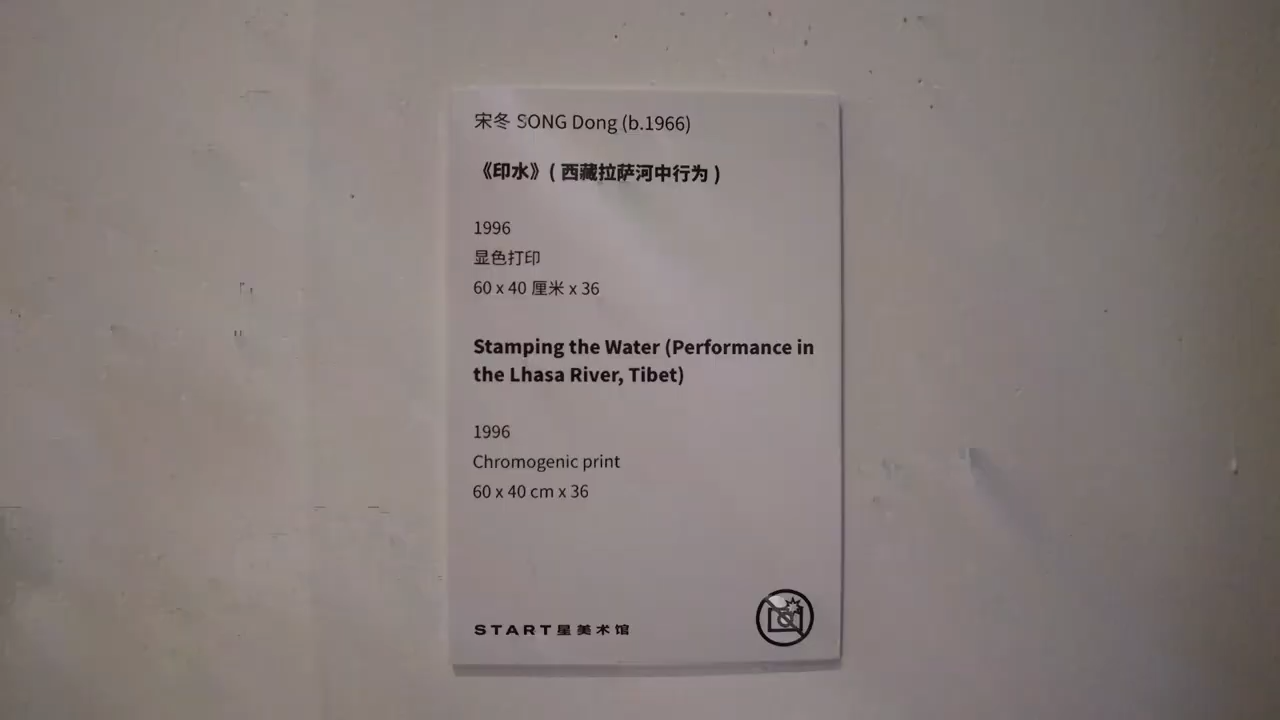 宋冬 SONG Dong (b.1966)
《印水》( 西藏拉萨河中行为 )
1996
显色打印
60 x 40 厘米 x 36
Stamping the Water (Performance in
the Lhasa River, Tibet)
1996
Chromogenic print
60 x 40 cm x 36
START星美术馆